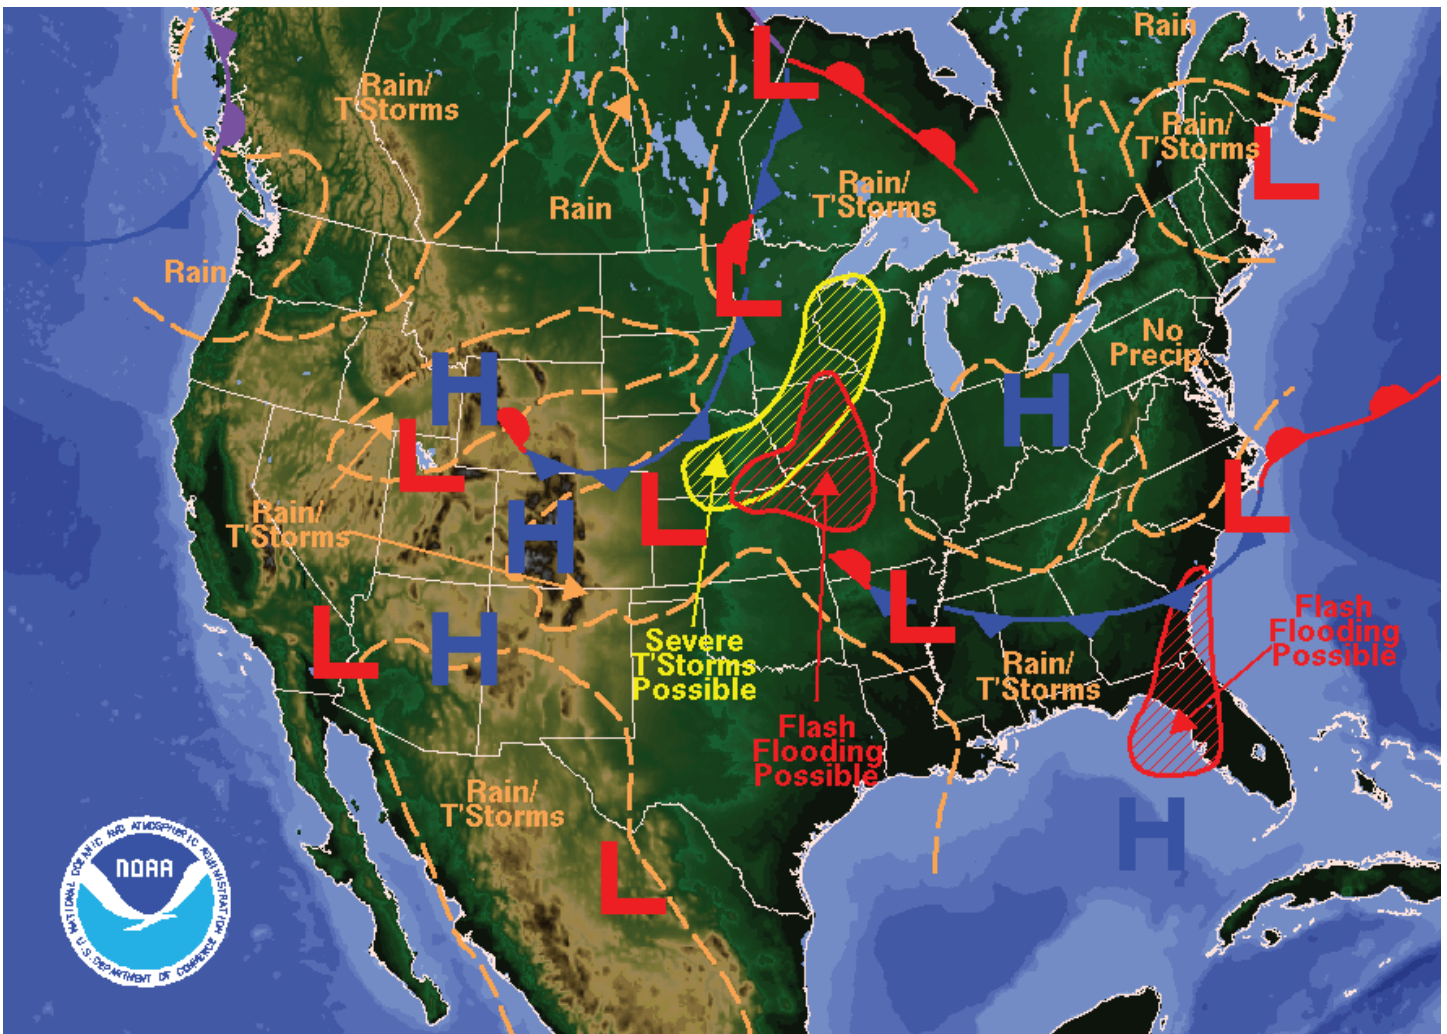 Rain
Rain/
T'Storms
Rain/
T'Storms
L
Rain/
T'Storms
L
Rain
Rain
L
No
Precip
H
H
L
L
L
H
Rain/
T'Storms
H
L
L
Severe
T'Storms
Possible
Rain/
T'Storms
Flash
Flooding
Possible
Flash
Flooding
Possible
Rain/
T'Storms
H
L
NATIONAL OCEANIC AND ATMOSPHERIC ADMINISTRATION
NOAA
U.S. DEPARTMENT OF COMMERCE